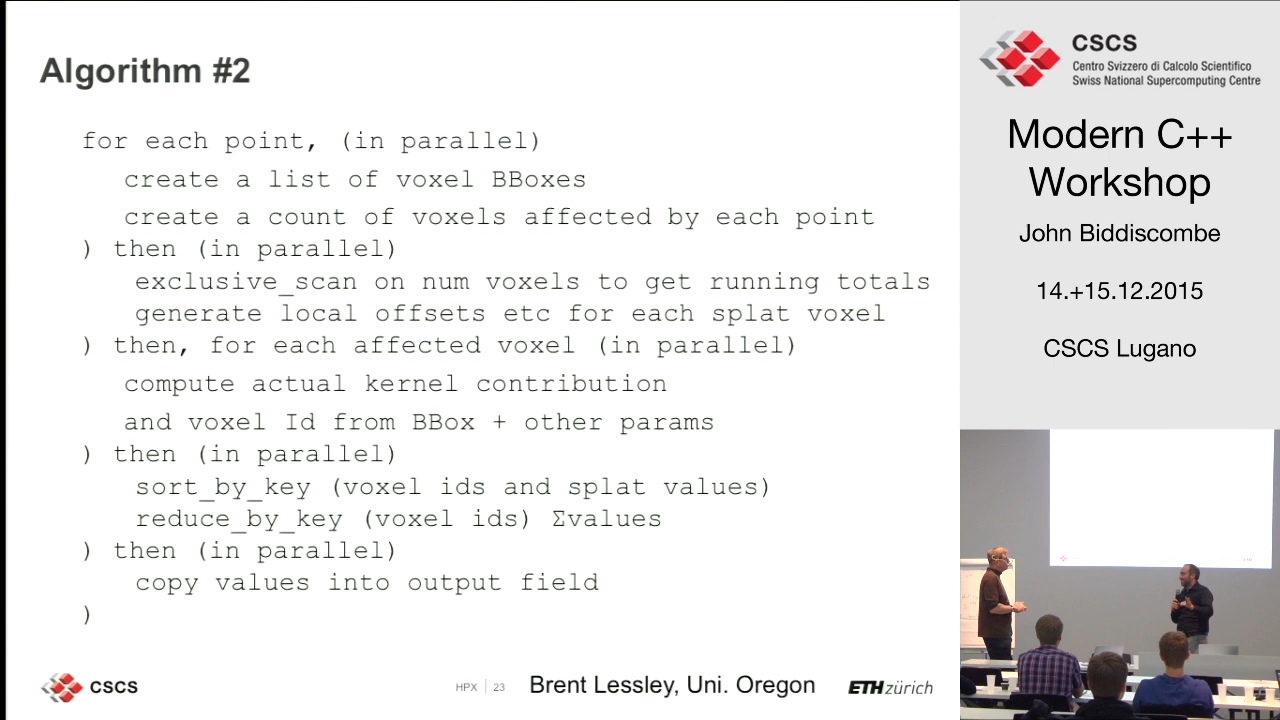 Algorithm #2
for each point, (in parallel)
create a list of voxel BBoxes
create a count of voxels affected by each point
) then (in parallel)
exclusive_scan on num voxels to get running totals
generate local offsets etc for each splat voxel
) then, for each affected voxel (in parallel)
compute actual kernel contribution
and voxel Id from BBox + other params
) then (in parallel)
sort_by_key (voxel ids and splat values)
reduce_by_key (voxel ids) Σvalues
) then (in parallel)
copy values into output field
)
CSCS
HPX | 23
Brent Lessley, Uni. Oregon
ETH zürich
CSCS
Centro Svizzero di Calcolo Scientifico
Swiss National Supercomputing Centre
Modern C++
Workshop
John Biddiscombe
14.+15.12.2015
CSCS Lugano